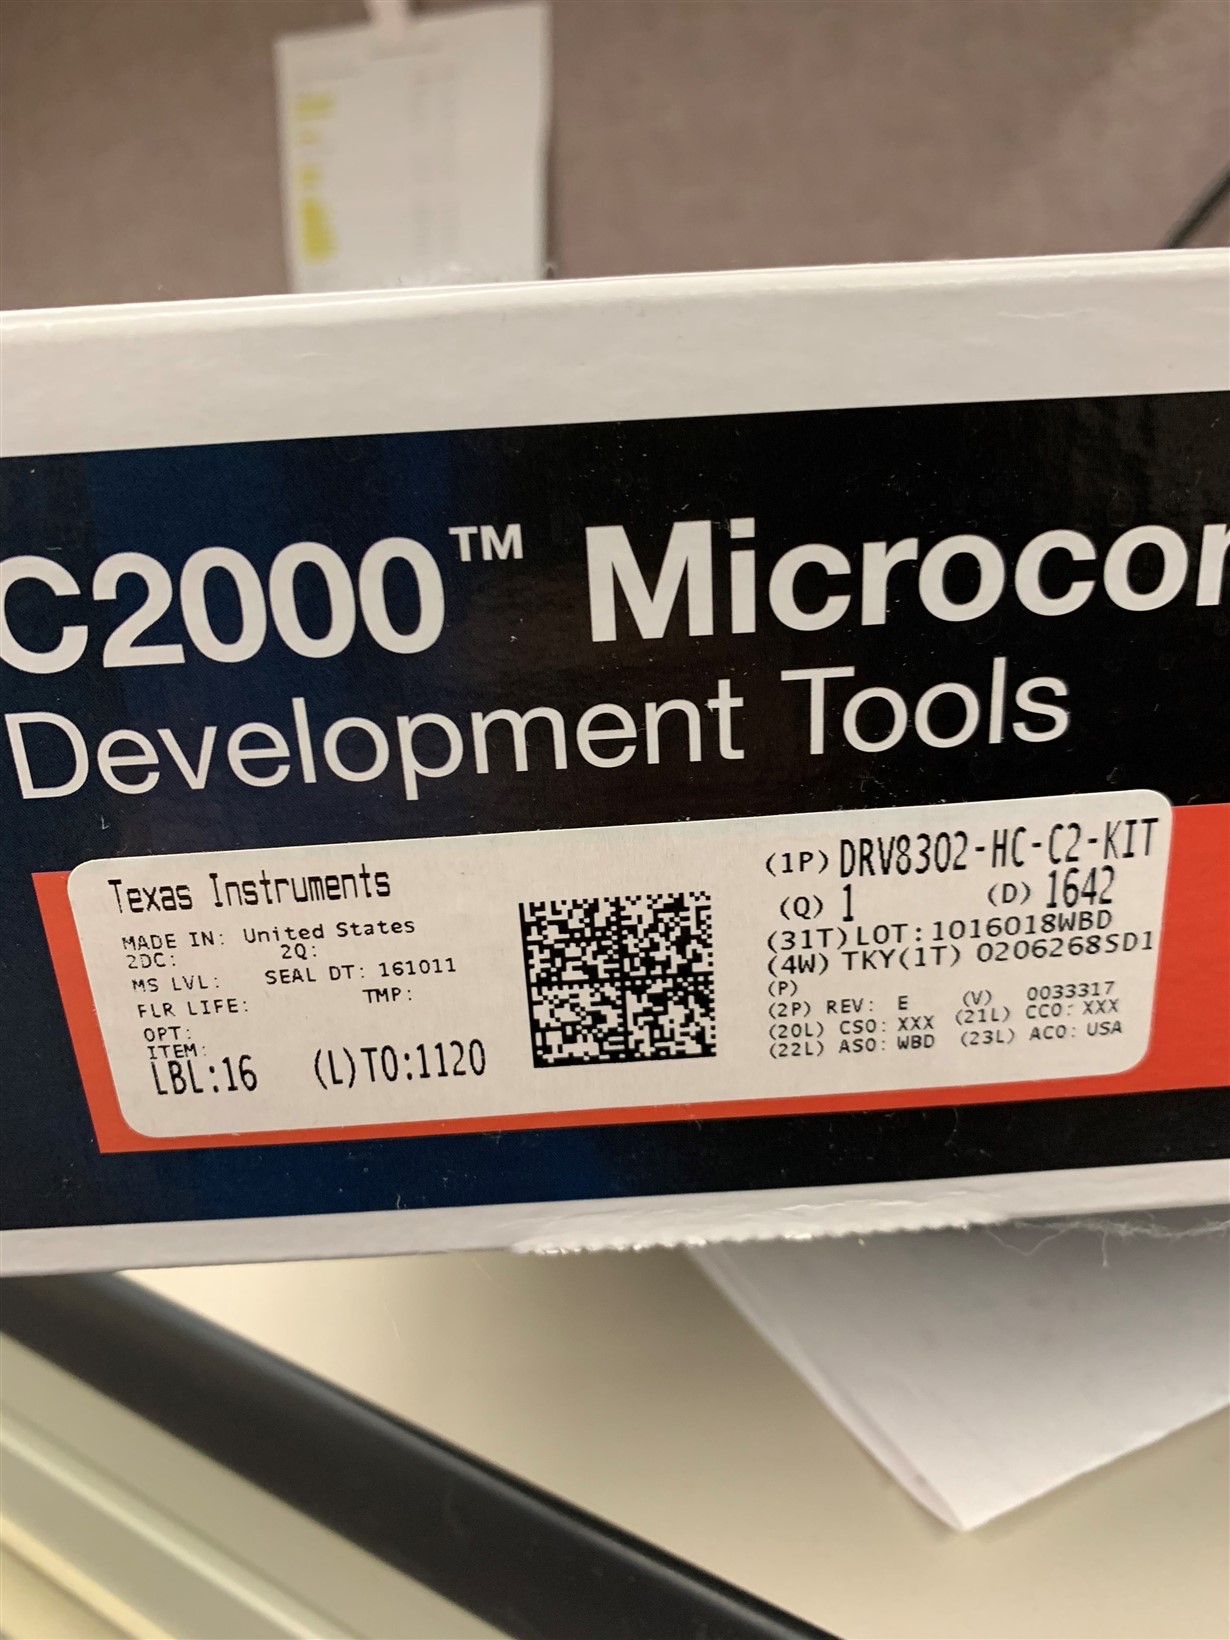 C2000™ Microcon
Development Tools
Texas Instruments
MADE IN: United States
2DC: 2Q:
MS LVL: SEAL DT: 161011
FLR LIFE: TMP:
OPT:
ITEM:
LBL:16 (L)TO:1120
(1P) DRV8302-HC-C2-KIT
(Q) 1 (D) 1642
(31T)LOT:1016018WBD
(4W) TKY(1T) 0206268SD1
(P)
(2P) REV: E (V) 0033317
(20L) CSO: XXX (21L) CCO: XXX
(22L) ASO: WBD (23L) ACO: USA